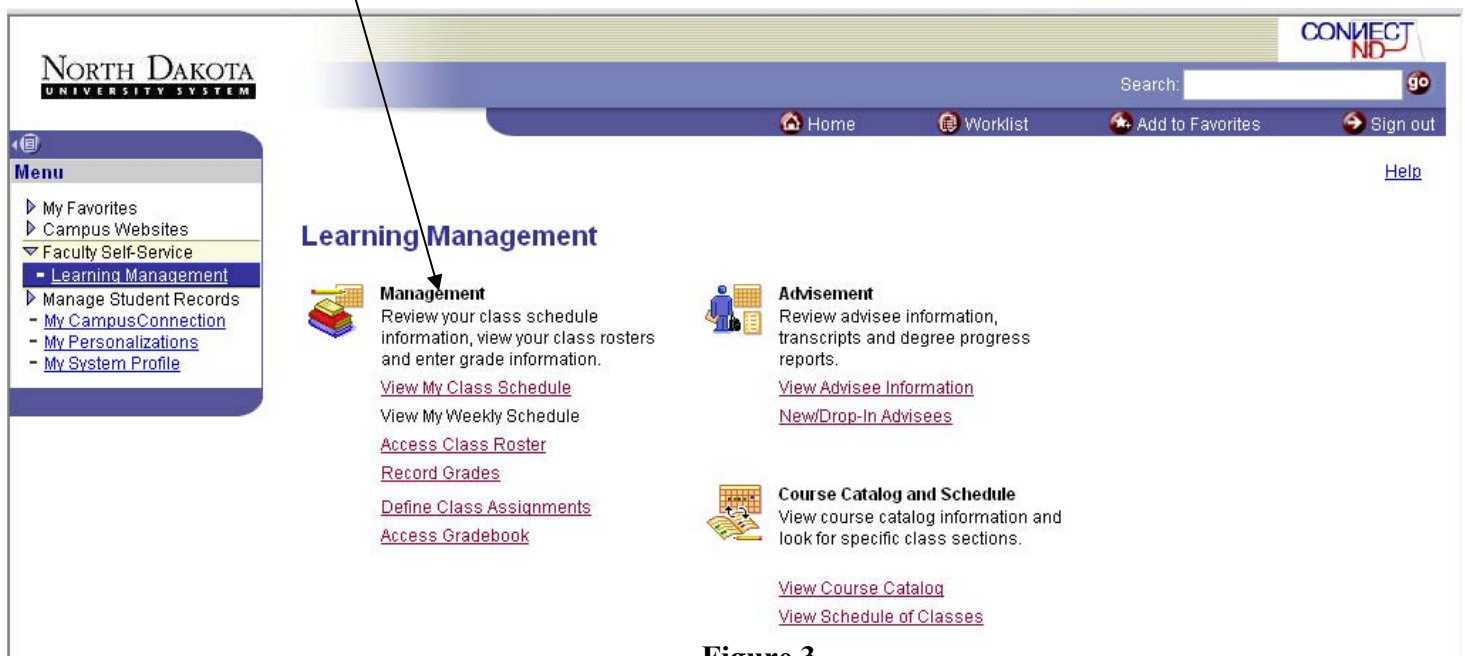 CONNECT
ND
NORTH DAKOTA
UNIVERSITY SYSTEM
Search:
go
Home
Worklist
Add to Favorites
Sign out
Menu
Help
My Favorites
Campus Websites
Faculty Self-Service
- Learning Management
Manage Student Records
- My CampusConnection
- My Personalizations
- My System Profile
Learning Management
Management
Review your class schedule
information, view your class rosters
and enter grade information.
View My Class Schedule
View My Weekly Schedule
Access Class Roster
Record Grades
Define Class Assignments
Access Gradebook
Advisement
Review advisee information,
transcripts and degree progress
reports.
View Advisee Information
New/Drop-In Advisees
Course Catalog and Schedule
View course catalog information and
look for specific class sections.
View Course Catalog
View Schedule of Classes
Figure 3